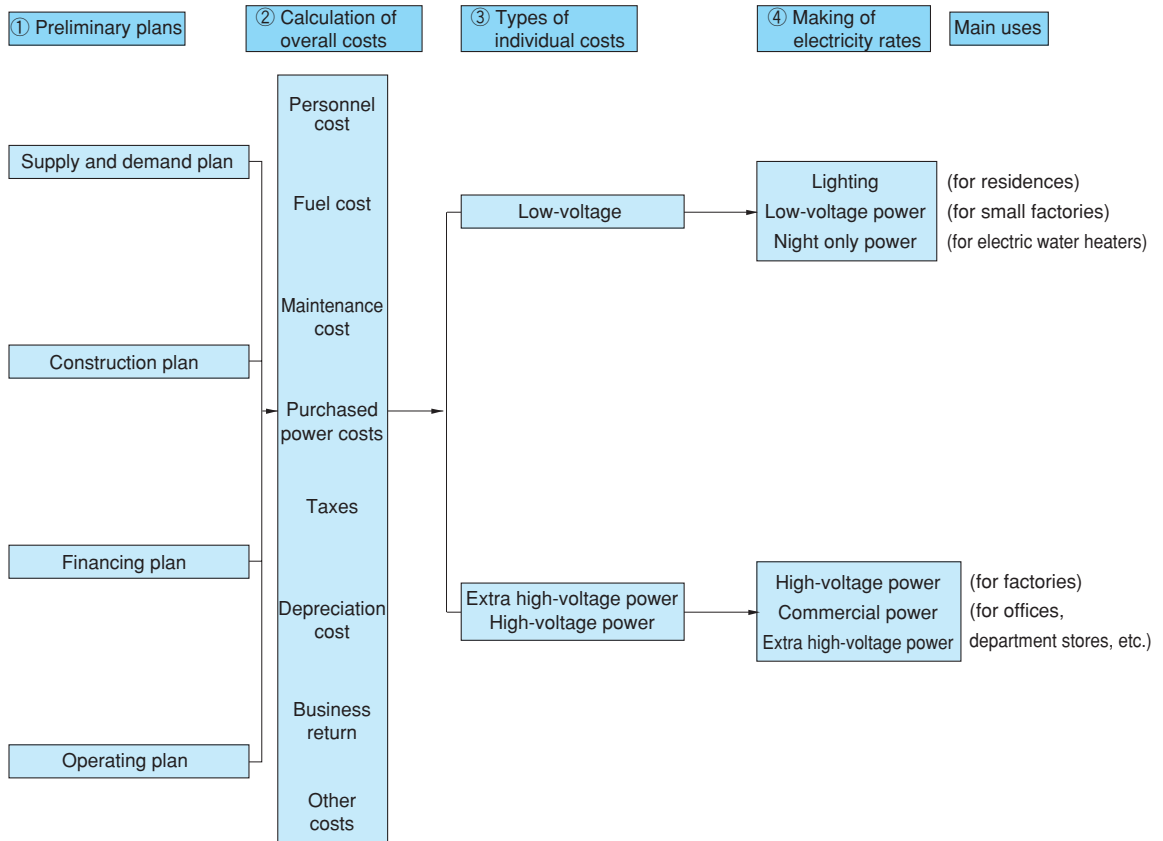 ① Preliminary plans
② Calculation of
overall costs
③ Types of
individual costs
④ Making of
electricity rates
Main uses
Supply and demand plan
Construction plan
Financing plan
Operating plan
Personnel
cost
Fuel cost
Maintenance
cost
Purchased
power costs
Taxes
Depreciation
cost
Business
return
Other
costs
Low-voltage
Extra high-voltage power
High-voltage power
Lighting (for residences)
Low-voltage power (for small factories)
Night only power (for electric water heaters)
High-voltage power (for factories)
Commercial power (for offices,
Extra high-voltage power department stores, etc.)